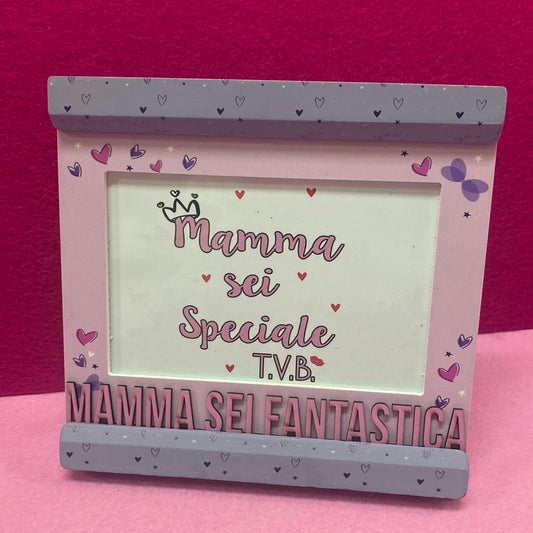 Mamma
sei
Speciale
T.V.B.
MAMMA SEI FANTASTICA